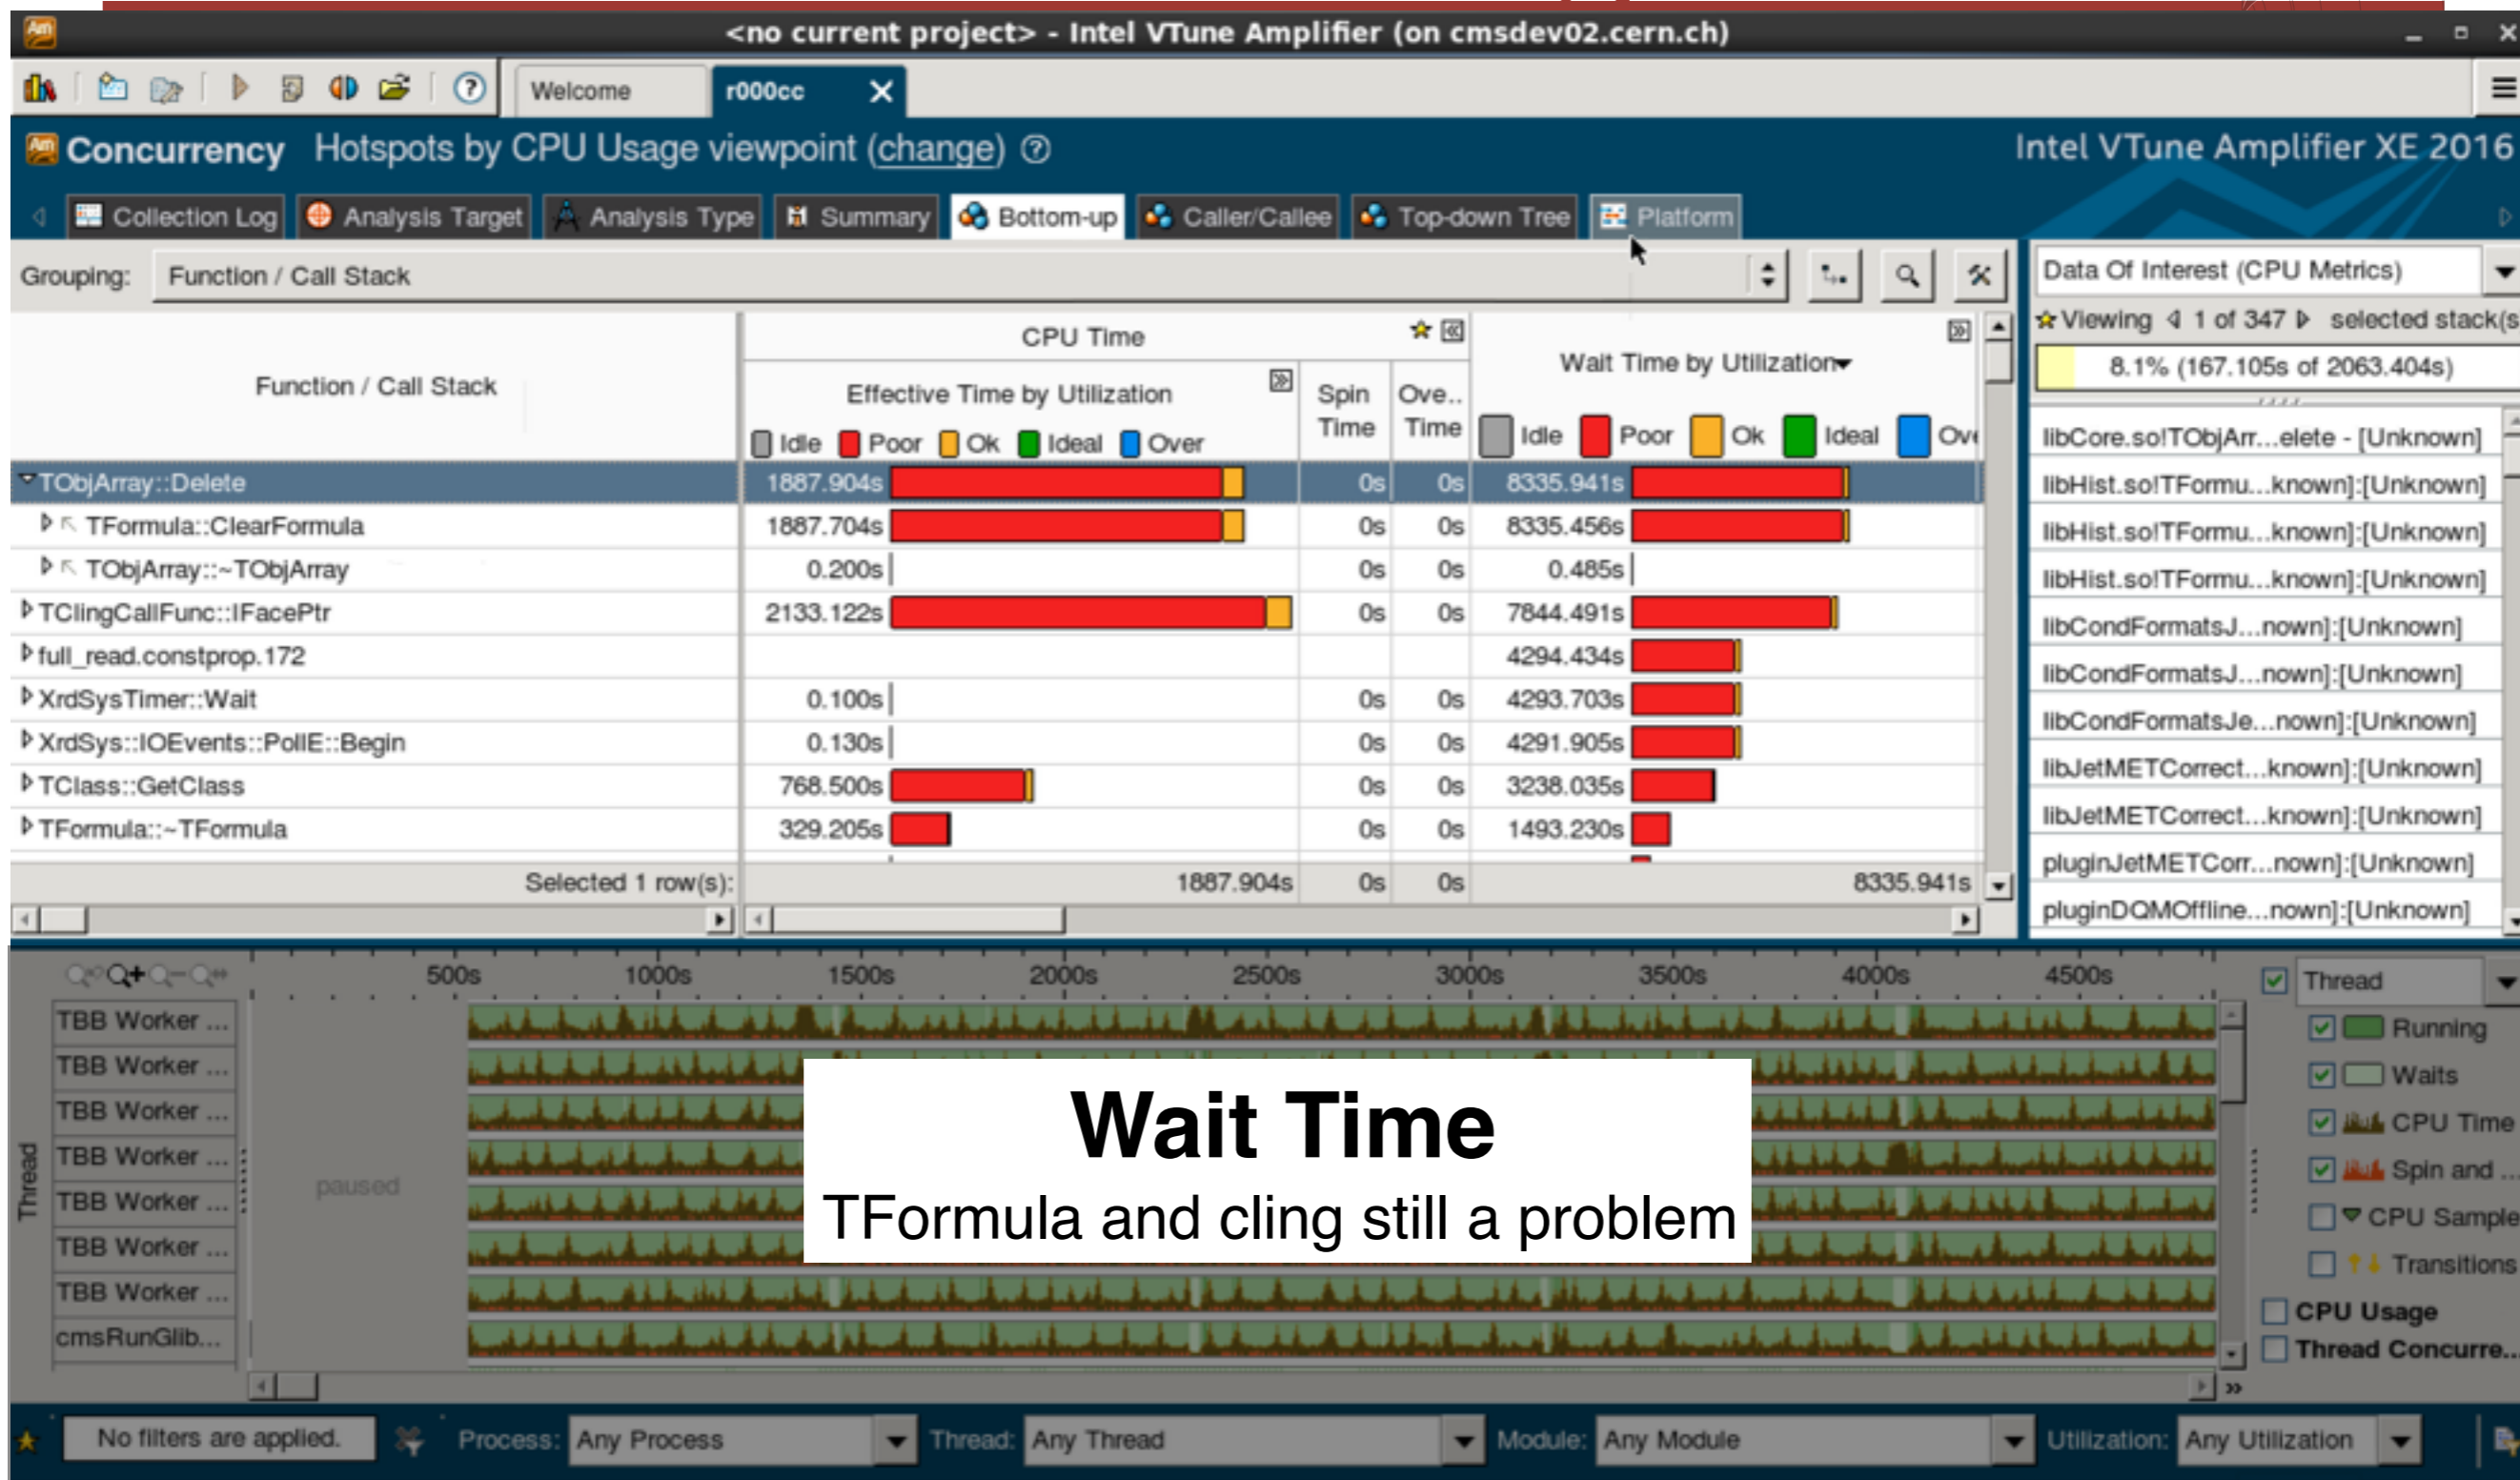 <no current project> - Intel VTune Amplifier (on cmsdev02.cern.ch)
Welcome r000cc
Concurrency Hotspots by CPU Usage viewpoint (change) Intel VTune Amplifier XE 2016
Collection Log Analysis Target Analysis Type Summary Bottom-up Caller/Callee Top-down Tree Platform
Grouping: Function / Call Stack
Data Of Interest (CPU Metrics)
Viewing 1 of 347 selected stack(s
8.1% (167.105s of 2063.404s)
Function / Call Stack
CPU Time
Effective Time by Utilization
Idle Poor Ok Ideal Over
Spin Time
Ove.. Time
Wait Time by Utilization
Idle Poor Ok Ideal Ove
TObjArray::Delete 1887.904s 0s 0s 8335.941s
TFormula::ClearFormula 1887.704s 0s 0s 8335.456s
TObjArray::~TObjArray 0.200s 0s 0s 0.485s
TClingCallFunc::IFacePtr 2133.122s 0s 0s 7844.491s
full_read.constprop.172 4294.434s
XrdSysTimer::Wait 0.100s 0s 0s 4293.703s
XrdSys::IOEvents::PollE::Begin 0.130s 0s 0s 4291.905s
TClass::GetClass 768.500s 0s 0s 3238.035s
TFormula::~TFormula 329.205s 0s 0s 1493.230s
Selected 1 row(s): 1887.904s 0s 0s 8335.941s
libCore.so!TObjArr...elete - [Unknown]
libHist.so!TFormu...known]:[Unknown]
libHist.so!TFormu...known]:[Unknown]
libHist.so!TFormu...known]:[Unknown]
libCondFormatsJ...nown]:[Unknown]
libCondFormatsJ...nown]:[Unknown]
libCondFormatsJe...nown]:[Unknown]
libJetMETCorrect...known]:[Unknown]
libJetMETCorrect...known]:[Unknown]
pluginJetMETCorr...nown]:[Unknown]
pluginDQMOffline...nown]:[Unknown]
500s 1000s 1500s 2000s 2500s 3000s 3500s 4000s 4500s
Thread
TBB Worker ...
TBB Worker ...
TBB Worker ...
TBB Worker ...
TBB Worker ...
TBB Worker ...
TBB Worker ...
cmsRunGlib...
paused
Wait Time
TFormula and cling still a problem
Thread
Running
Waits
CPU Time
Spin and ...
CPU Sample
Transitions
CPU Usage
Thread Concurre...
No filters are applied. Process: Any Process Thread: Any Thread Module: Any Module Utilization: Any Utilization